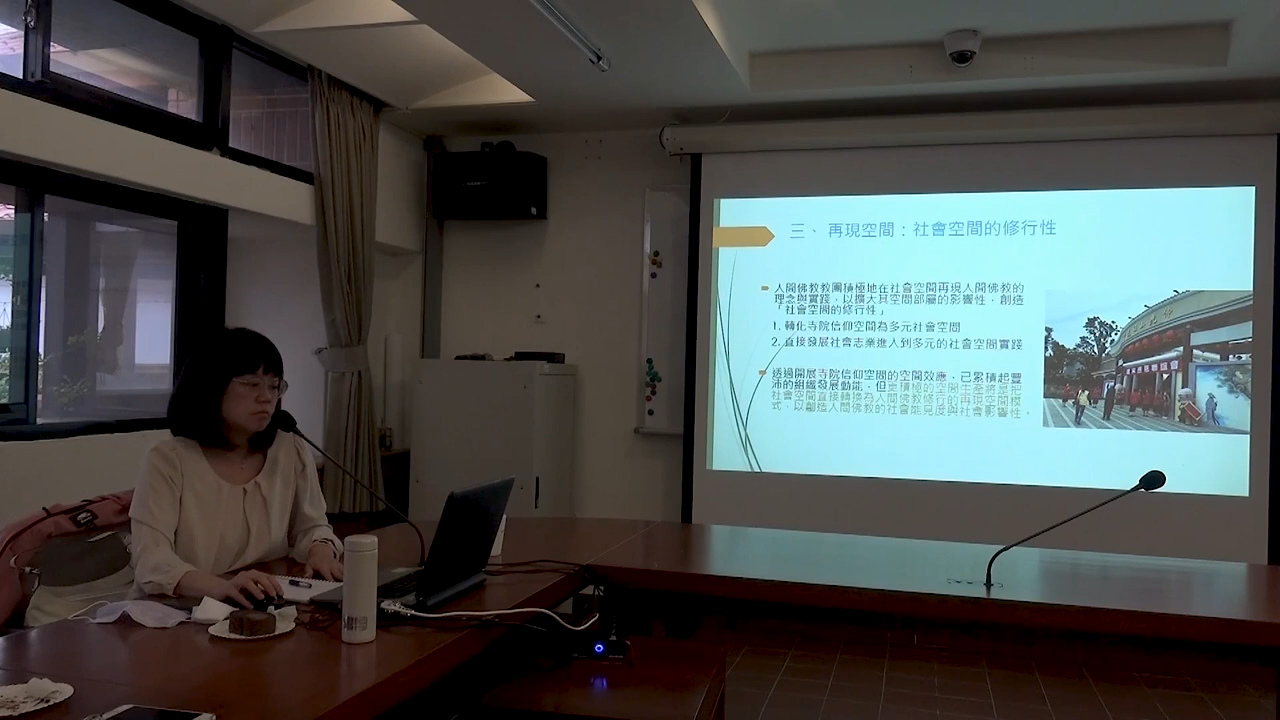 三、 再現空間：社會空間的修行性
人間佛教教團積極地在社會空間再現人間佛教的
理念與實踐，以擴大其空間部署的影響性，創造
「社會空間的修行性」
1. 轉化寺院信仰空間為多元社會空間
2. 直接發展社會志業進入到多元的社會空間實踐
透過開展寺院信仰空間的空間效應，已累積起豐
沛的組織發展動能，但更積極的空間生產將是把
社會空間直接轉換為人間佛教修行的再現空間模
式，以創造人間佛教的社會能見度與社會影響性。